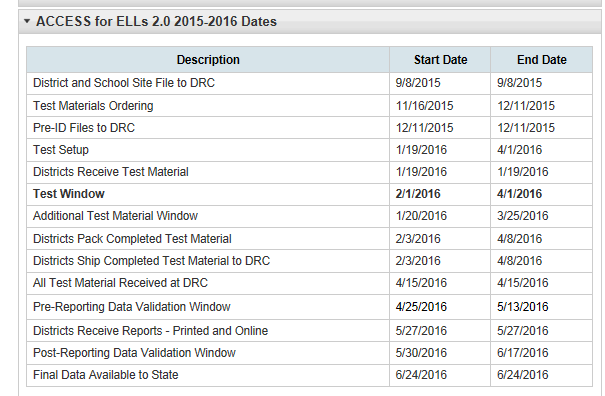 ACCESS for ELLs 2.0 2015-2016 Dates
Description Start Date End Date
District and School Site File to DRC 9/8/2015 9/8/2015
Test Materials Ordering 11/16/2015 12/11/2015
Pre-ID Files to DRC 12/11/2015 12/11/2015
Test Setup 1/19/2016 4/1/2016
Districts Receive Test Material 1/19/2016 1/19/2016
Test Window 2/1/2016 4/1/2016
Additional Test Material Window 1/20/2016 3/25/2016
Districts Pack Completed Test Material 2/3/2016 4/8/2016
Districts Ship Completed Test Material to DRC 2/3/2016 4/8/2016
All Test Material Received at DRC 4/15/2016 4/15/2016
Pre-Reporting Data Validation Window 4/25/2016 5/13/2016
Districts Receive Reports - Printed and Online 5/27/2016 5/27/2016
Post-Reporting Data Validation Window 5/30/2016 6/17/2016
Final Data Available to State 6/24/2016 6/24/2016